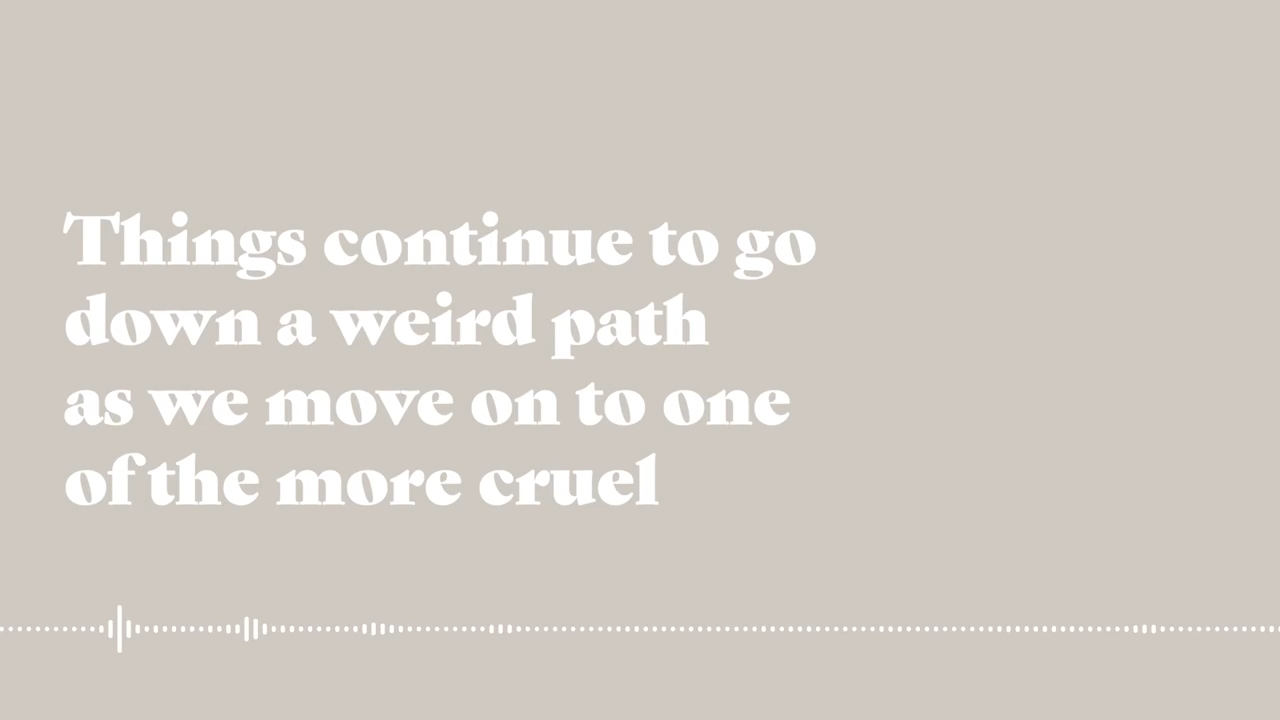 Things continue to go
down a weird path
as we move on to one
of the more cruel